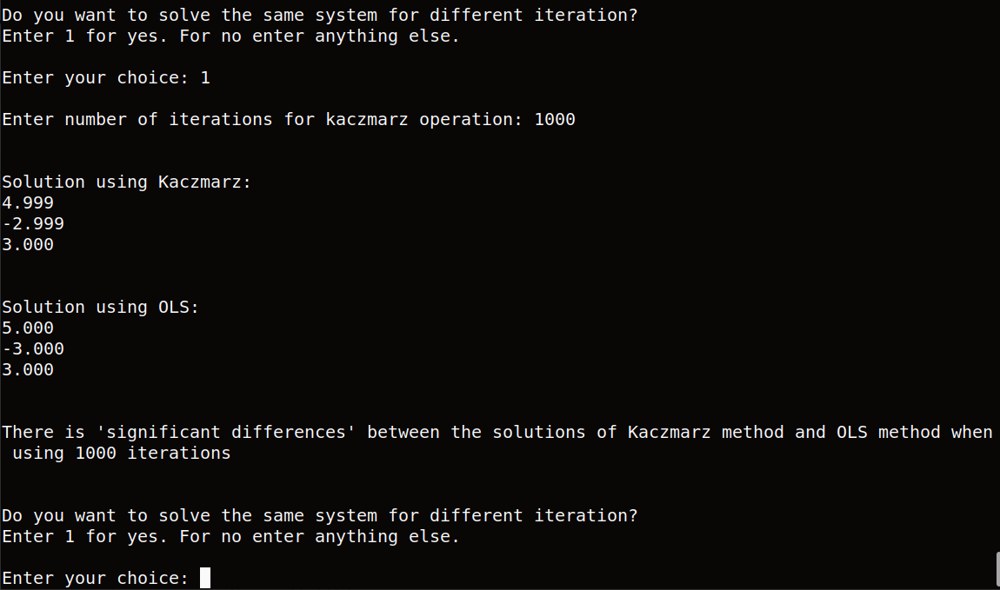 Do you want to solve the same system for different iteration?
Enter 1 for yes. For no enter anything else.
Enter your choice: 1
Enter number of iterations for kaczmarz operation: 1000
Solution using Kaczmarz:
4.999
-2.999
3.000
Solution using OLS:
5.000
-3.000
3.000
There is 'significant differences' between the solutions of Kaczmarz method and OLS method when
using 1000 iterations
Do you want to solve the same system for different iteration?
Enter 1 for yes. For no enter anything else.
Enter your choice: